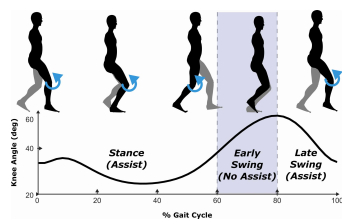 60
40
20
Knee Angle (deg)
Stance
(Assist)
Early
Swing
(No Assist)
Late
Swing
(Assist)
0
20
40
60
80
100
% Gait Cycle